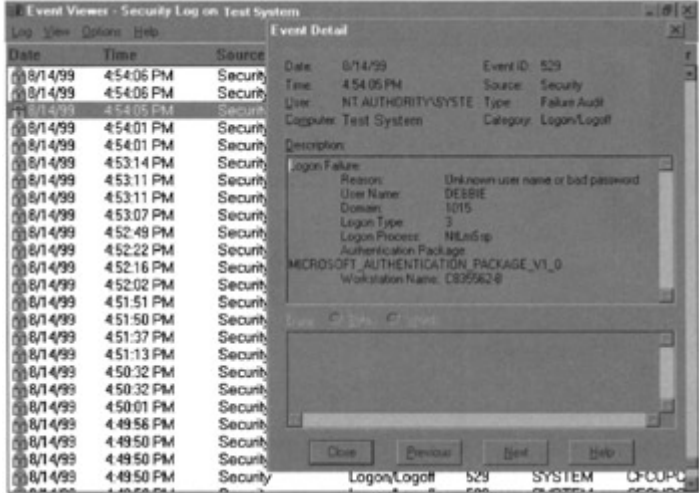 Event Viewer - Security Log on Test System
Log View Options Help
Date Time Source
8/14/99 4:54:06 PM Security
8/14/99 4:54:06 PM Security
8/14/99 4:54:05 PM Security
8/14/99 4:54:01 PM Security
8/14/99 4:54:01 PM Security
8/14/99 4:53:14 PM Security
8/14/99 4:53:11 PM Security
8/14/99 4:53:11 PM Security
8/14/99 4:53:07 PM Security
8/14/99 4:52:49 PM Security
8/14/99 4:52:22 PM Security
8/14/99 4:52:16 PM Security
8/14/99 4:52:02 PM Security
8/14/99 4:51:51 PM Security
8/14/99 4:51:50 PM Security
8/14/99 4:51:37 PM Security
8/14/99 4:51:13 PM Security
8/14/99 4:50:32 PM Security
8/14/99 4:50:32 PM Security
8/14/99 4:50:01 PM Security
8/14/99 4:49:56 PM Security
8/14/99 4:49:50 PM Security
8/14/99 4:49:50 PM Security
8/14/99 4:49:50 PM Security Logon/Logoff 529 SYSTEM CFCUPC
Event Detail
Date: 8/14/99 Event ID: 529
Time: 4:54:05 PM Source: Security
User: NT AUTHORITY\SYSTE Type: Failure Audit
Computer: Test System Category: Logon/Logoff
Description:
Logon Failure:
Reason: Unknown user name or bad password
User Name: DEBBIE
Domain: 1015
Logon Type: 3
Logon Process: NtLmSsp
Authentication Package:
MICROSOFT_AUTHENTICATION_PACKAGE_V1_0
Workstation Name: C835562-B
Data:
Close Previous Next Help